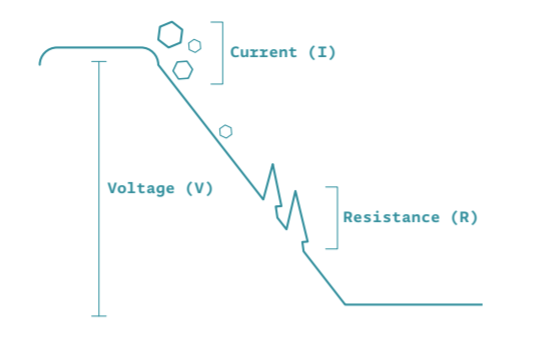 Current (I)
Voltage (V)
Resistance (R)